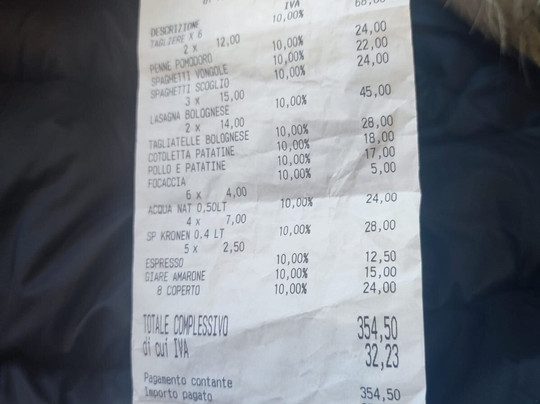 DESCRIZIONE IVA
TAGLIERE X 6 10,00%
2 x 12,00
PENNE POMODORO 10,00% 24,00
SPAGHETTI VONGOLE 10,00% 22,00
SPAGHETTI SCOGLIO 10,00% 24,00
3 x 15,00
LASAGNA BOLOGNESE 10,00% 45,00
2 x 14,00
TAGLIATELLE BOLOGNESE 10,00% 28,00
COTOLETTA PATATINE 10,00% 18,00
POLLO E PATATINE 10,00% 17,00
FOCACCIA 10,00% 5,00
6 x 4,00
ACQUA NAT 0,50LT 10,00% 24,00
4 x 7,00
SP KRONEN 0.4 LT 10,00% 28,00
5 x 2,50
ESPRESSO 10,00% 12,50
GIARE AMARONE 10,00% 15,00
8 COPERTO 10,00% 24,00
TOTALE COMPLESSIVO 354,50
di cui IVA 32,23
Pagamento contante
Importo pagato 354,50